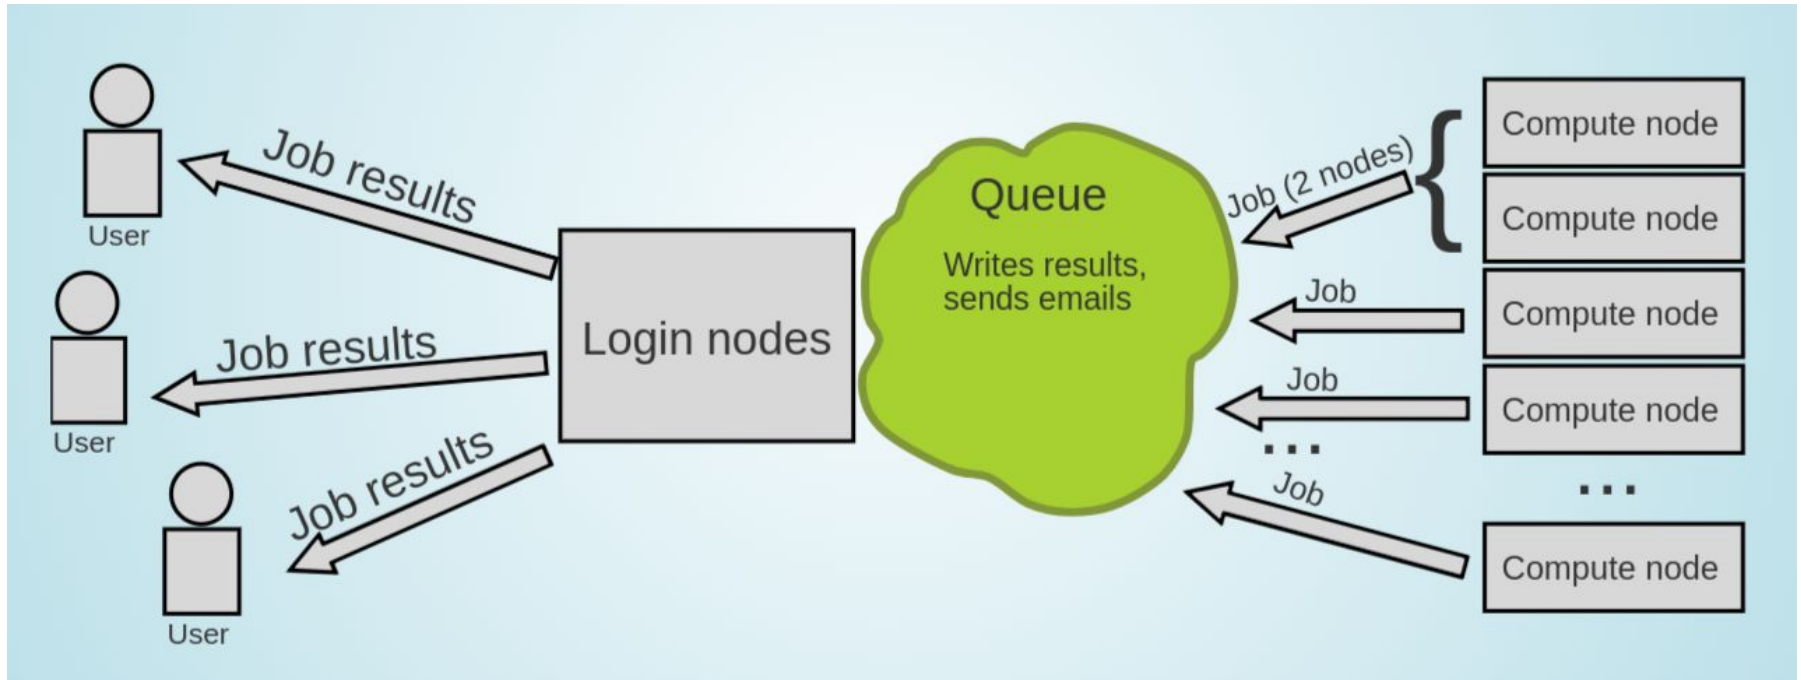 Job results
User
Job results
User
Job results
User
Login nodes
Queue
Writes results,
sends emails
Job (2 nodes)
{
Job
Job
...
Job
Compute node
Compute node
Compute node
Compute node
...
Compute node